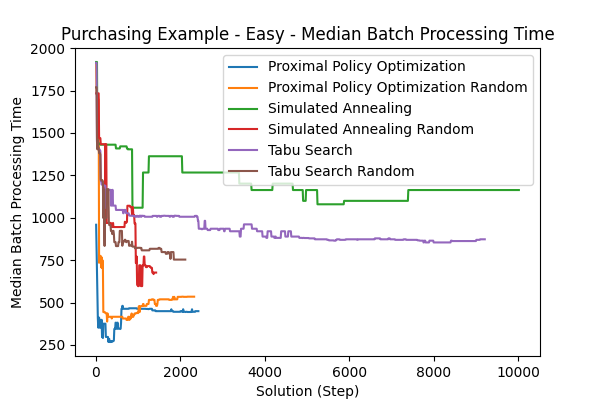 Purchasing Example - Easy - Median Batch Processing Time
Proximal Policy Optimization
Proximal Policy Optimization Random
Simulated Annealing
Simulated Annealing Random
Tabu Search
Tabu Search Random
Median Batch Processing Time
2000
1750
1500
1250
1000
750
500
250
0
2000
4000
6000
8000
10000
Solution (Step)